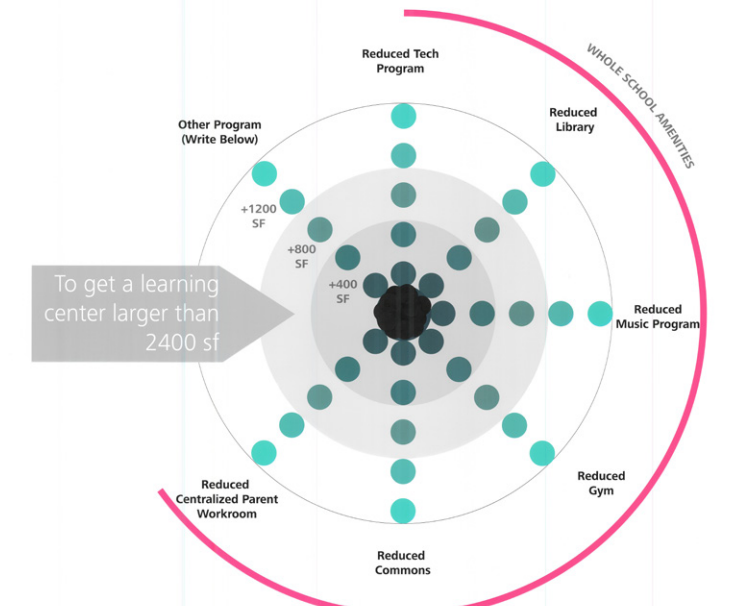 Reduced Tech
Program
WHOLE SCHOOL AMENITIES
Reduced
Library
Other Program
(Write Below)
+1200
SF
+800
SF
+400
SF
To get a learning
center larger than
2400 sf
Reduced
Music Program
Reduced
Gym
Reduced
Centralized Parent
Workroom
Reduced
Commons